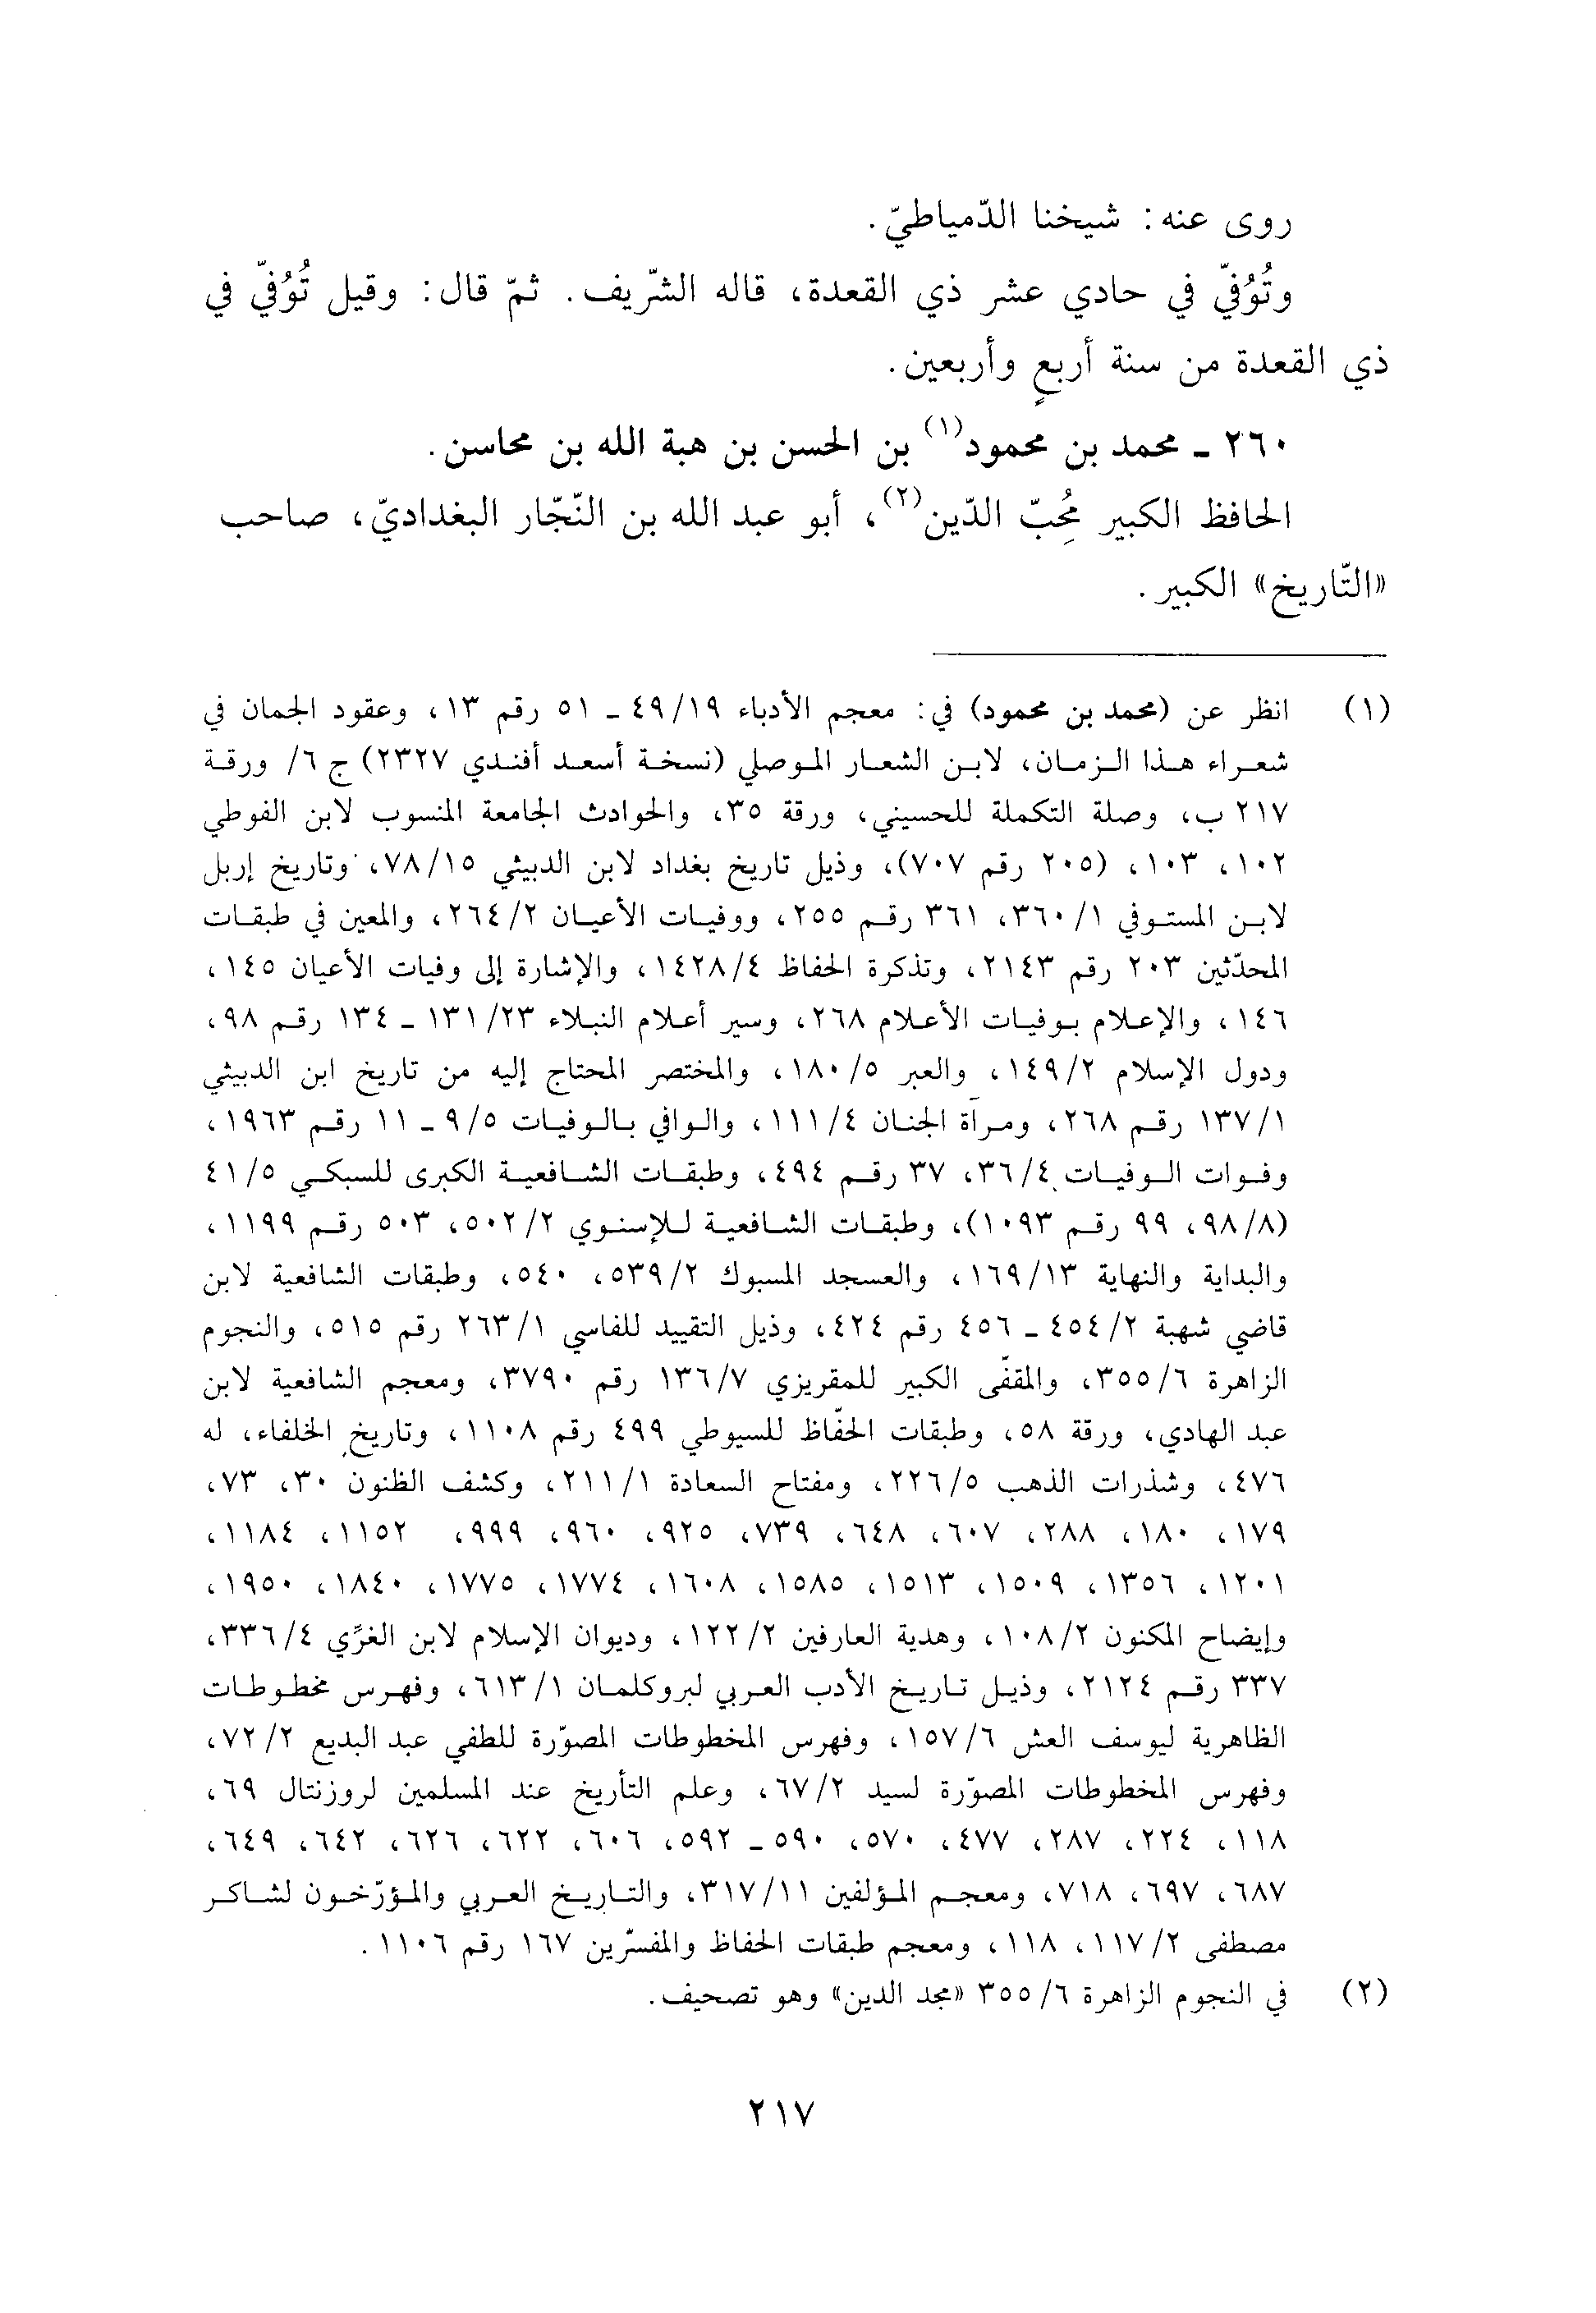 روى عنه: شيخنا الدّمياطيّ.
وتُوُفّي في حادي عشر ذي القعدة، قاله الشّريف. ثمّ قال: وقيل تُوُفّي في
ذي القعدة من سنة أربعٍ وأربعين.
٢٦٠ ـ محمد بن محمود(١) بن الحسن بن هبة الله بن محاسن.
الحافظ الكبير مُحِبّ الدّين(٢)، أبو عبد الله بن النّجّار البغداديّ، صاحب
«التّاريخ» الكبير.
(١) انظر عن (محمد بن محمود) في: معجم الأدباء ١٩/٤٩ ـ ٥١ رقم ١٣، وعقود الجمان في
شعراء هذا الزمان، لابن الشعار الموصلي (نسخة أسعد أفندي ٢٣٢٧) ج ٦/ ورقة
٢١٧ ب، وصلة التكملة للحسيني، ورقة ٣٥، والحوادث الجامعة المنسوب لابن الفوطي
١٠٢، ١٠٣، (٢٠٥ رقم ٧٠٧)، وذيل تاريخ بغداد لابن الدبيثي ١٥/٧٨، وتاريخ إربل
لابن المستوفي ١/٣٦٠، ٣٦١ رقم ٢٥٥، ووفيات الأعيان ٢/٢٦٤، والمعين في طبقات
المحدّثين ٢٠٣ رقم ٢١٤٣، وتذكرة الحفاظ ٤/١٤٢٨، والإشارة إلى وفيات الأعيان ١٤٥،
١٤٦، والإعلام بوفيات الأعلام ٢٦٨، وسير أعلام النبلاء ٢٣/١٣١ ـ ١٣٤ رقم ٩٨،
ودول الإسلام ٢/١٤٩، والعبر ٥/١٨٠، والمختصر المحتاج إليه من تاريخ ابن الدبيثي
١/١٣٧ رقم ٢٦٨، ومرآة الجنان ٤/١١١، والوافي بالوفيات ٥/٩ ـ ١١ رقم ١٩٦٣،
وفوات الوفيات ٤/٣٦، ٣٧ رقم ٤٩٤، وطبقات الشافعية الكبرى للسبكي ٥/٤١
(٨/٩٨، ٩٩ رقم ١٠٩٣)، وطبقات الشافعية للإسنوي ٢/٥٠٢، ٥٠٣ رقم ١١٩٩،
والبداية والنهاية ١٣/١٦٩، والعسجد المسبوك ٢/٥٣٩، ٥٤٠، وطبقات الشافعية لابن
قاضي شهبة ٢/٤٥٤ ـ ٤٥٦ رقم ٤٢٤، وذيل التقييد للفاسي ١/٢٦٣ رقم ٥١٥، والنجوم
الزاهرة ٦/٣٥٥، والمقفّى الكبير للمقريزي ٧/١٣٦ رقم ٣٧٩٠، ومعجم الشافعية لابن
عبد الهادي، ورقة ٥٨، وطبقات الحفّاظ للسيوطي ٤٩٩ رقم ١١٠٨، وتاريخ الخلفاء، له
٤٧٦، وشذرات الذهب ٥/٢٢٦، ومفتاح السعادة ١/٢١١، وكشف الظنون ٣٠، ٧٣،
١٧٩، ١٨٠، ٢٨٨، ٦٠٧، ٦٤٨، ٧٣٩، ٩٢٥، ٩٦٠، ٩٩٩، ١١٥٢، ١١٨٤،
١٢٠١، ١٣٥٦، ١٥٠٩، ١٥١٣، ١٥٨٥، ١٦٠٨، ١٧٧٤، ١٧٧٥، ١٨٤٠، ١٩٥٠،
وإيضاح المكنون ٢/١٠٨، وهدية العارفين ٢/١٢٢، وديوان الإسلام لابن الغزّي ٤/٣٣٦،
٣٣٧ رقم ٢١٢٤، وذيل تاريخ الأدب العربي لبروكلمان ١/٦١٣، وفهرس مخطوطات
الظاهرية ليوسف العش ٦/١٥٧، وفهرس المخطوطات المصوّرة للطفي عبد البديع ٢/٧٢،
وفهرس المخطوطات المصوّرة لسيد ٢/٦٧، وعلم التأريخ عند المسلمين لروزنتال ٦٩،
١١٨، ٢٢٤، ٢٨٧، ٤٧٧، ٥٧٠، ٥٩٠ ـ ٥٩٢، ٦٠٦، ٦٢٢، ٦٢٦، ٦٤٢، ٦٤٩،
٦٨٧، ٦٩٧، ٧١٨، ومعجم المؤلفين ١١/٣١٧، والتاريخ العربي والمؤرّخون لشاكر
مصطفى ٢/١١٧، ١١٨، ومعجم طبقات الحفاظ والمفسّرين ١٦٧ رقم ١١٠٦.
(٢) في النجوم الزاهرة ٦/٣٥٥ «مجد الدين» وهو تصحيف.
٢١٧